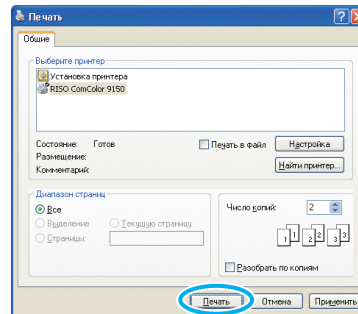 Печать
Общие
Выберите принтер
Установка принтера
RISO ComColor 9150
Состояние: Готов
Размещение:
Комментарий:
Печать в файл
Настройка
Найти принтер...
Диапазон страниц
Все
Выделение
Текущую страницу
Страницы:
Число копий: 2
1 1 2 2 3 3
Разобрать по копиям
Печать
Отмена
Применить